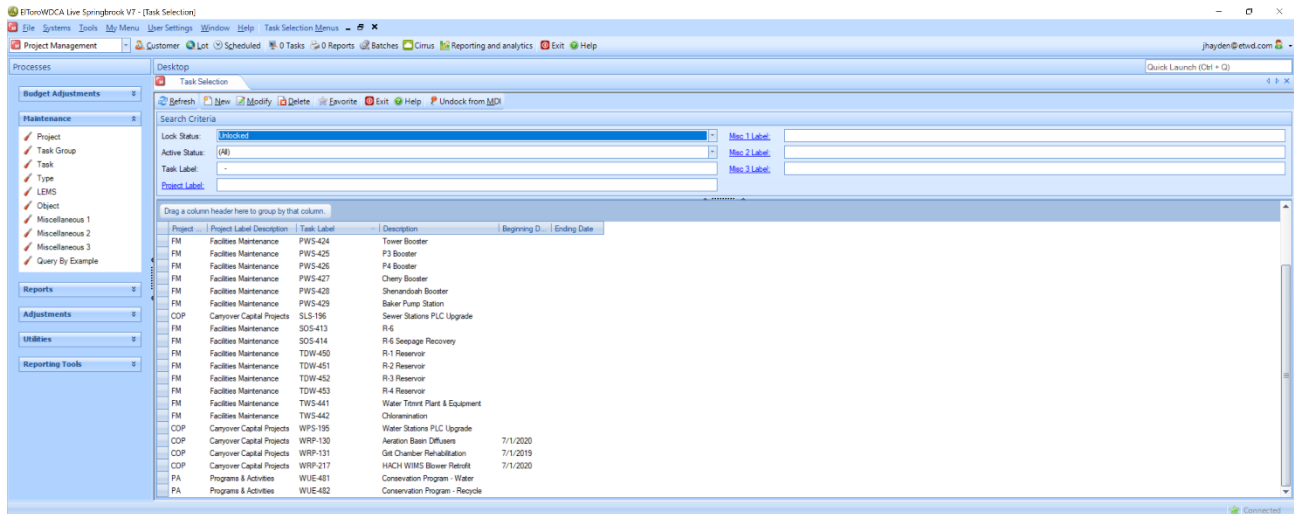 ElToroWDCA Live Springbrook V7 - [Task Selection]
File Systems Tools My Menu User Settings Window Help Task Selection Menus
Project Management Customer Lot Scheduled 0 Tasks 0 Reports Batches Cirrus Reporting and analytics Exit Help jhayden@etwd.com
Processes Desktop Quick Launch (Ctrl + Q)
Task Selection
Budget Adjustments
Refresh New Modify Delete Favorite Exit Help Undock from MDI
Maintenance
Project
Task Group
Task
Type
LEMS
Object
Miscellaneous 1
Miscellaneous 2
Miscellaneous 3
Query By Example
Reports
Adjustments
Utilities
Reporting Tools
Search Criteria
Lock Status: Unlocked Misc 1 Label:
Active Status: (All) Misc 2 Label:
Task Label: - Misc 3 Label:
Project Label:
Drag a column header here to group by that column.
Project ... Project Label Description Task Label Description Beginning D... Ending Date
FM Facilities Maintenance PWS-424 Tower Booster
FM Facilities Maintenance PWS-425 P3 Booster
FM Facilities Maintenance PWS-426 P4 Booster
FM Facilities Maintenance PWS-427 Cherry Booster
FM Facilities Maintenance PWS-428 Shenandoah Booster
FM Facilities Maintenance PWS-429 Baker Pump Station
COP Carryover Capital Projects SLS-196 Sewer Stations PLC Upgrade
FM Facilities Maintenance SOS-413 R-6
FM Facilities Maintenance SOS-414 R-6 Seepage Recovery
FM Facilities Maintenance TDW-450 R-1 Reservoir
FM Facilities Maintenance TDW-451 R-2 Reservoir
FM Facilities Maintenance TDW-452 R-3 Reservoir
FM Facilities Maintenance TDW-453 R-4 Reservoir
FM Facilities Maintenance TWS-441 Water Trtmnt Plant & Equipment
FM Facilities Maintenance TWS-442 Chloramination
COP Carryover Capital Projects WPS-195 Water Stations PLC Upgrade
COP Carryover Capital Projects WRP-130 Aeration Basin Diffusers 7/1/2020
COP Carryover Capital Projects WRP-131 Grit Chamber Rehabilitation 7/1/2019
COP Carryover Capital Projects WRP-217 HACH WIMS Blower Retrofit 7/1/2020
PA Programs & Activities WUE-481 Consevation Program - Water
PA Programs & Activities WUE-482 Conservation Program - Recycle
Connected